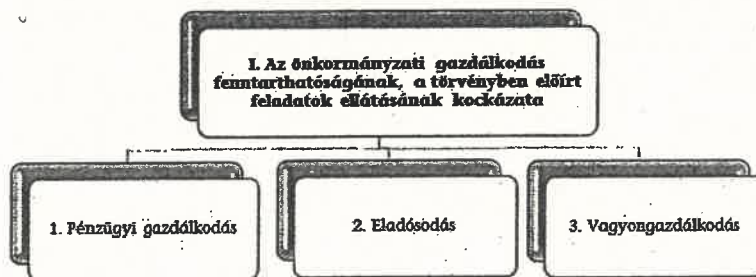 I. Az önkormányzati gazdálkodás
fenntarthatóságának, a törvényben előírt
feladatok ellátásának kockázata
1. Pénzügyi gazdálkodás
2. Eladósodás
3. Vagyongazdálkodás